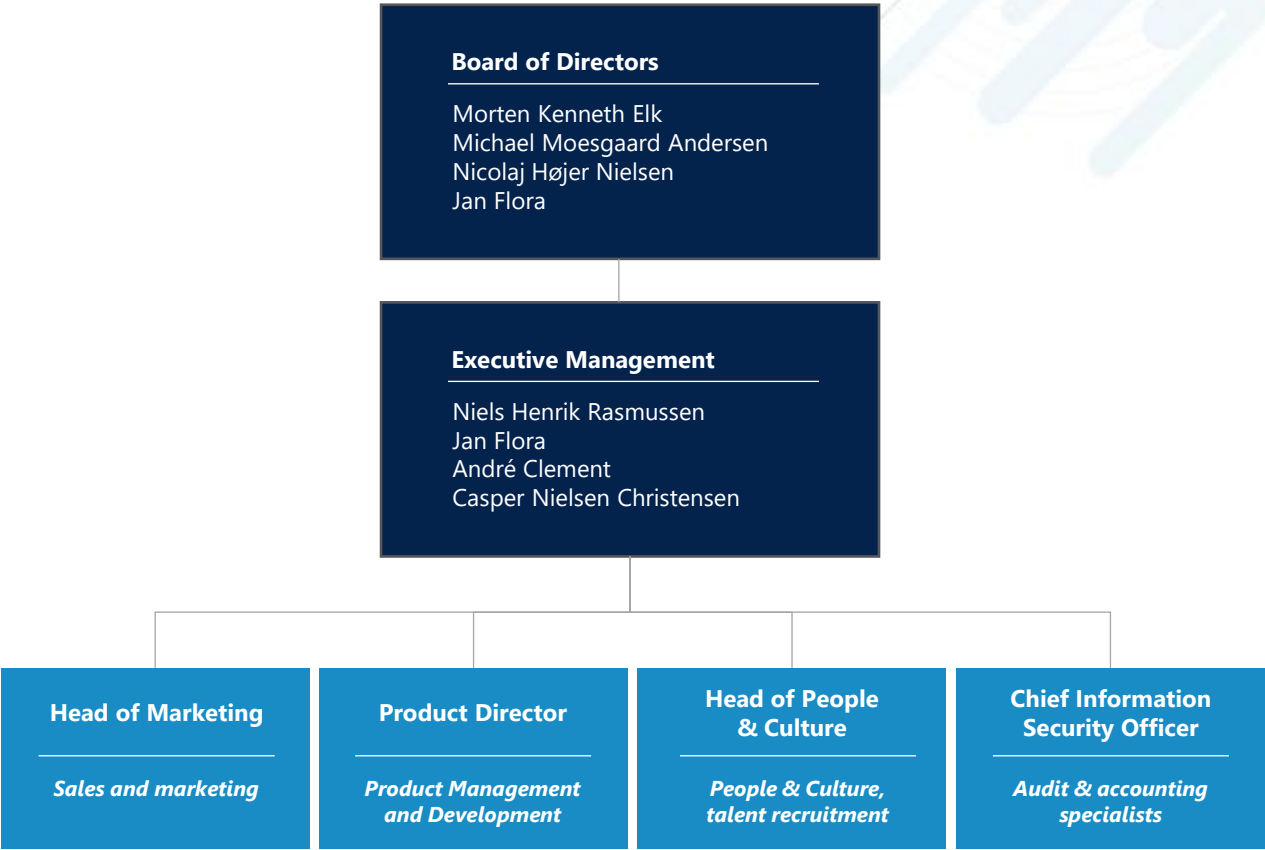 Board of Directors
Morten Kenneth Elk
Michael Moesgaard Andersen
Nicolaj Højer Nielsen
Jan Flora
Executive Management
Niels Henrik Rasmussen
Jan Flora
André Clement
Casper Nielsen Christensen
Head of Marketing
Sales and marketing
Product Director
Product Management
and Development
Head of People
& Culture
People & Culture,
talent recruitment
Chief Information
Security Officer
Audit & accounting
specialists